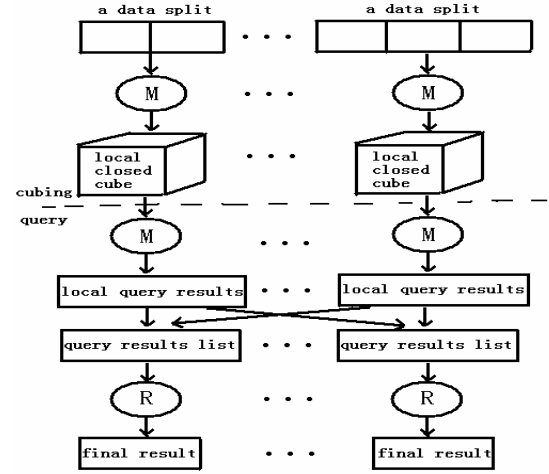 a data split a data split
. . .
M . . . M
local closed cube . . . local closed cube
cubing
query
M . . . M
local query results . . . local query results
query results list . . . query results list
R . . . R
final result . . . final result